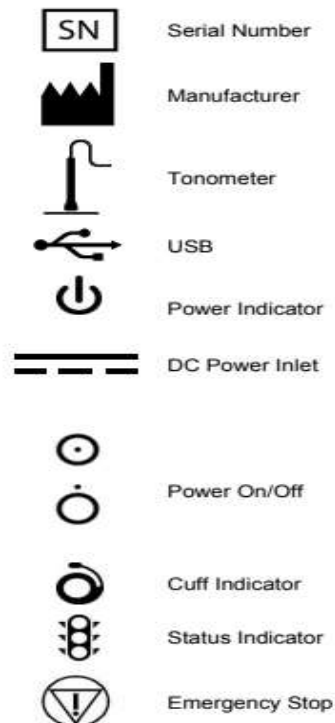 SN Serial Number
Manufacturer
Tonometer
USB
Power Indicator
DC Power Inlet
Power On/Off
Cuff Indicator
Status Indicator
! Emergency Stop